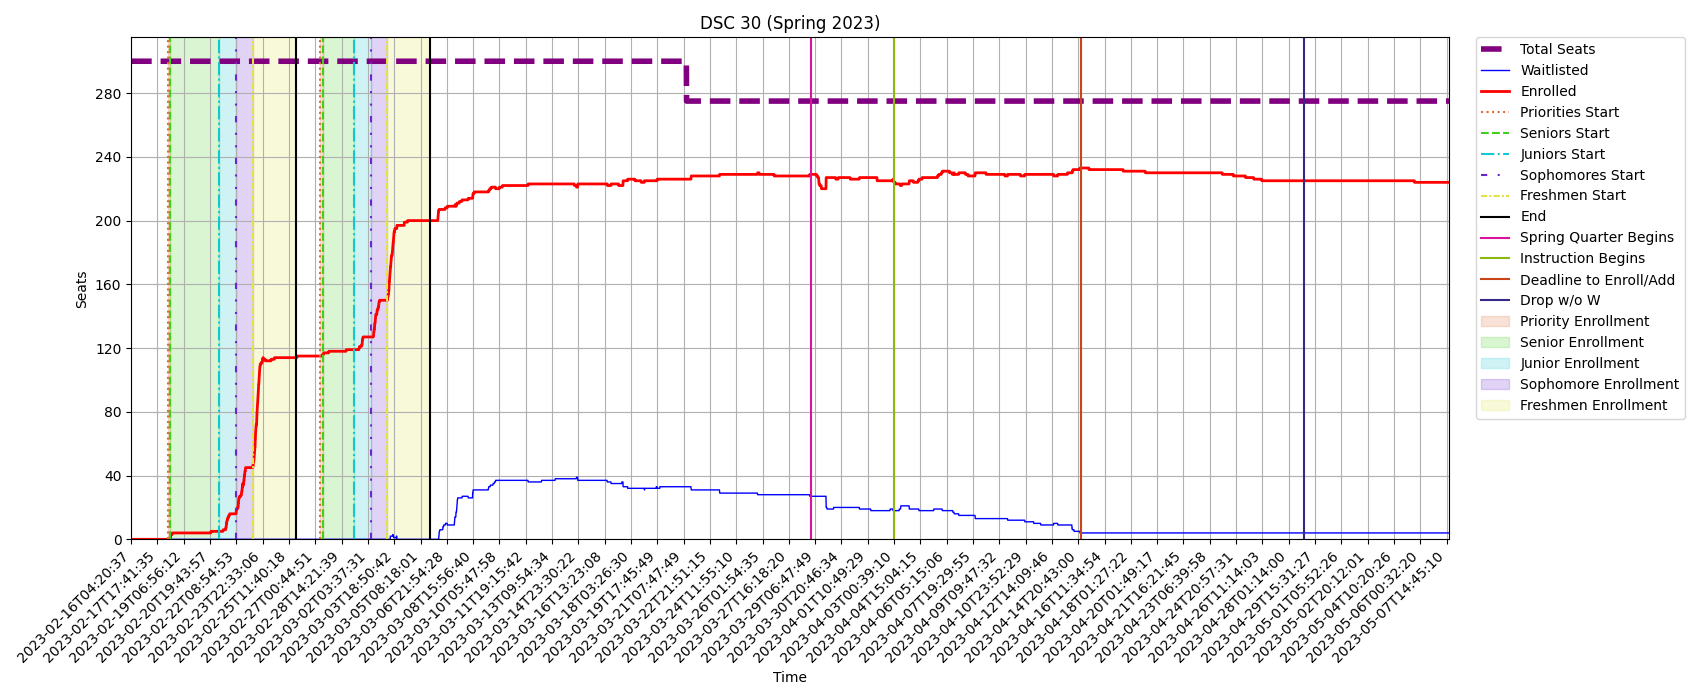 DSC 30 (Spring 2023)
Seats
280
240
200
160
120
80
40
0
2023-02-16T04:20:37
2023-02-17T17:41:35
2023-02-19T06:56:12
2023-02-20T19:43:57
2023-02-22T08:54:53
2023-02-23T22:33:06
2023-02-25T11:40:18
2023-02-27T00:44:51
2023-02-28T14:21:39
2023-03-02T03:37:31
2023-03-03T18:50:42
2023-03-05T08:18:01
2023-03-06T21:54:28
2023-03-08T15:56:40
2023-03-10T05:47:58
2023-03-11T19:15:42
2023-03-13T09:54:34
2023-03-14T23:30:22
2023-03-16T13:23:08
2023-03-18T03:26:30
2023-03-19T17:45:49
2023-03-21T07:47:49
2023-03-22T21:51:15
2023-03-24T11:55:10
2023-03-26T01:54:35
2023-03-27T16:18:20
2023-03-29T06:47:49
2023-03-30T20:46:34
2023-04-01T10:49:29
2023-04-03T00:39:10
2023-04-04T15:04:15
2023-04-06T05:15:06
2023-04-07T19:29:55
2023-04-09T09:47:32
2023-04-10T23:52:29
2023-04-12T14:09:46
2023-04-14T20:43:00
2023-04-16T11:34:54
2023-04-18T01:27:22
2023-04-20T01:49:17
2023-04-21T16:21:45
2023-04-23T06:39:58
2023-04-24T20:57:31
2023-04-26T11:14:03
2023-04-28T01:14:00
2023-04-29T15:31:27
2023-05-01T05:52:26
2023-05-02T20:12:01
2023-05-04T10:20:26
2023-05-06T00:32:20
2023-05-07T14:45:10
Time
Total Seats
Waitlisted
Enrolled
Priorities Start
Seniors Start
Juniors Start
Sophomores Start
Freshmen Start
End
Spring Quarter Begins
Instruction Begins
Deadline to Enroll/Add
Drop w/o W
Priority Enrollment
Senior Enrollment
Junior Enrollment
Sophomore Enrollment
Freshmen Enrollment